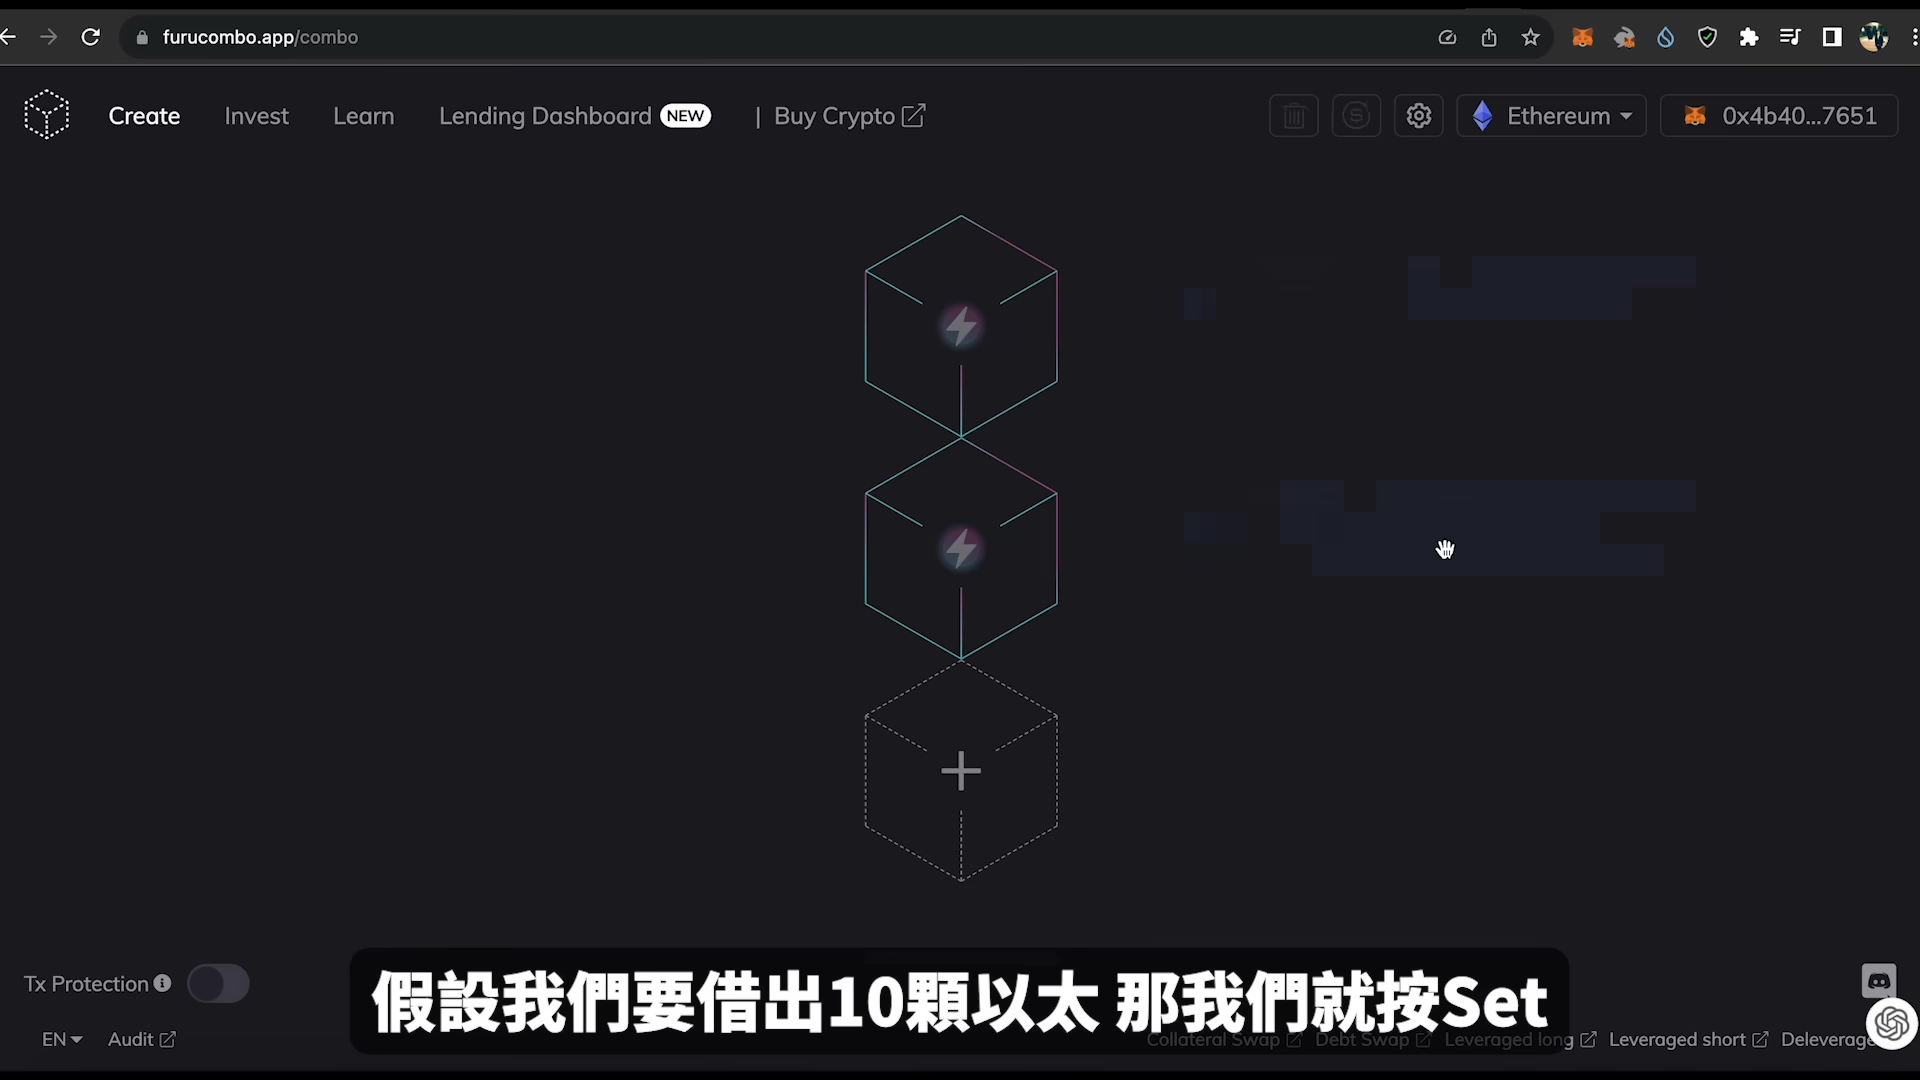 furucombo.app/combo
Create Invest Learn Lending Dashboard NEW | Buy Crypto Ethereum 0x4b40...7651
Tx Protection
假設我們要借出10顆以太 那我們就按Set
EN Audit Collateral Swap Debt Swap Leveraged long Leveraged short Deleverage